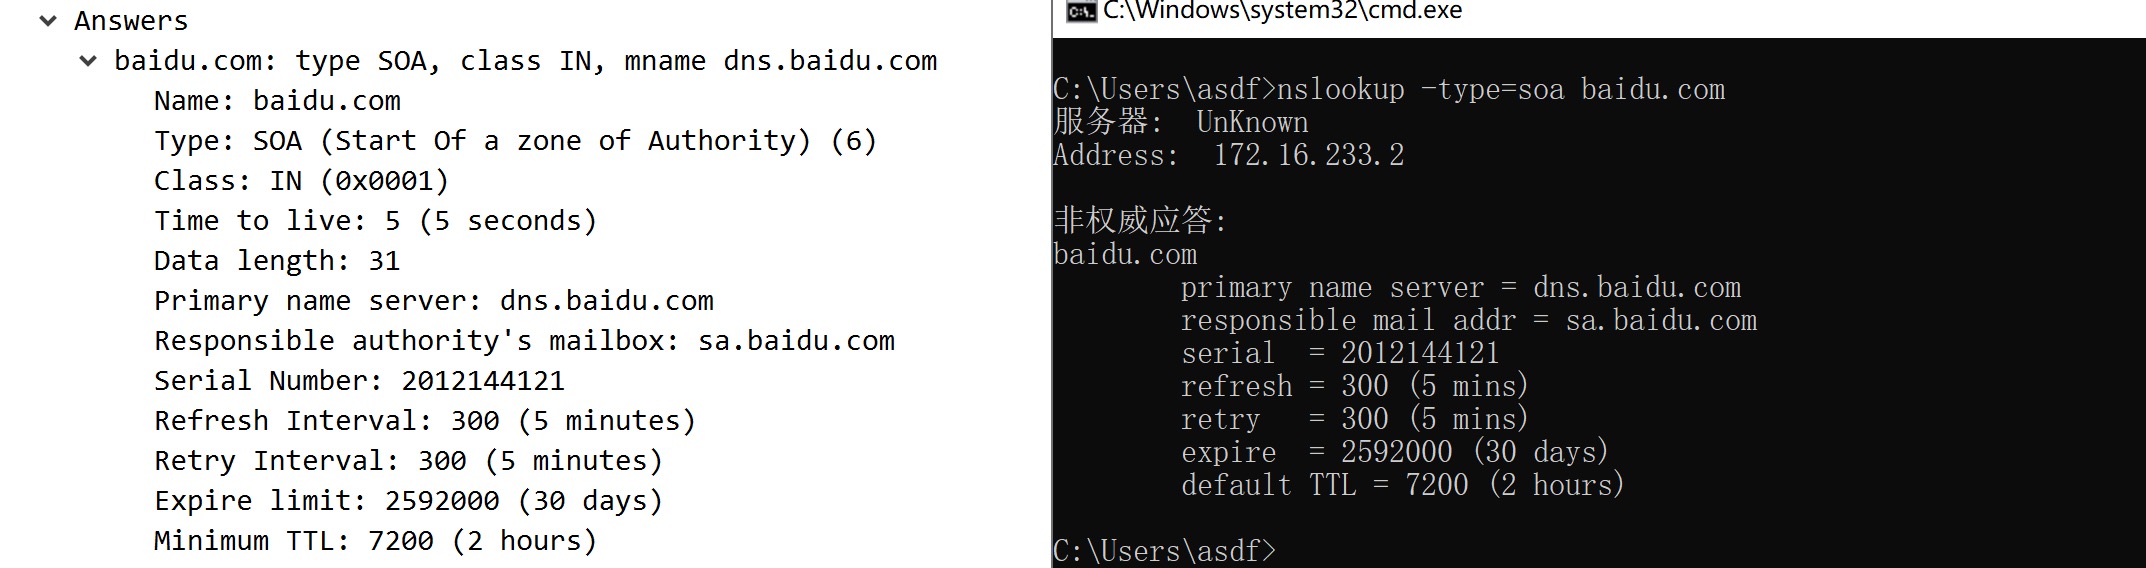 Answers
baidu.com: type SOA, class IN, mname dns.baidu.com
Name: baidu.com
Type: SOA (Start Of a zone of Authority) (6)
Class: IN (0x0001)
Time to live: 5 (5 seconds)
Data length: 31
Primary name server: dns.baidu.com
Responsible authority's mailbox: sa.baidu.com
Serial Number: 2012144121
Refresh Interval: 300 (5 minutes)
Retry Interval: 300 (5 minutes)
Expire limit: 2592000 (30 days)
Minimum TTL: 7200 (2 hours)
C:\Windows\system32\cmd.exe
C:\Users\asdf>nslookup -type=soa baidu.com
服务器:  UnKnown
Address:  172.16.233.2
非权威应答:
baidu.com
primary name server = dns.baidu.com
responsible mail addr = sa.baidu.com
serial  = 2012144121
refresh = 300 (5 mins)
retry   = 300 (5 mins)
expire  = 2592000 (30 days)
default TTL = 7200 (2 hours)
C:\Users\asdf>